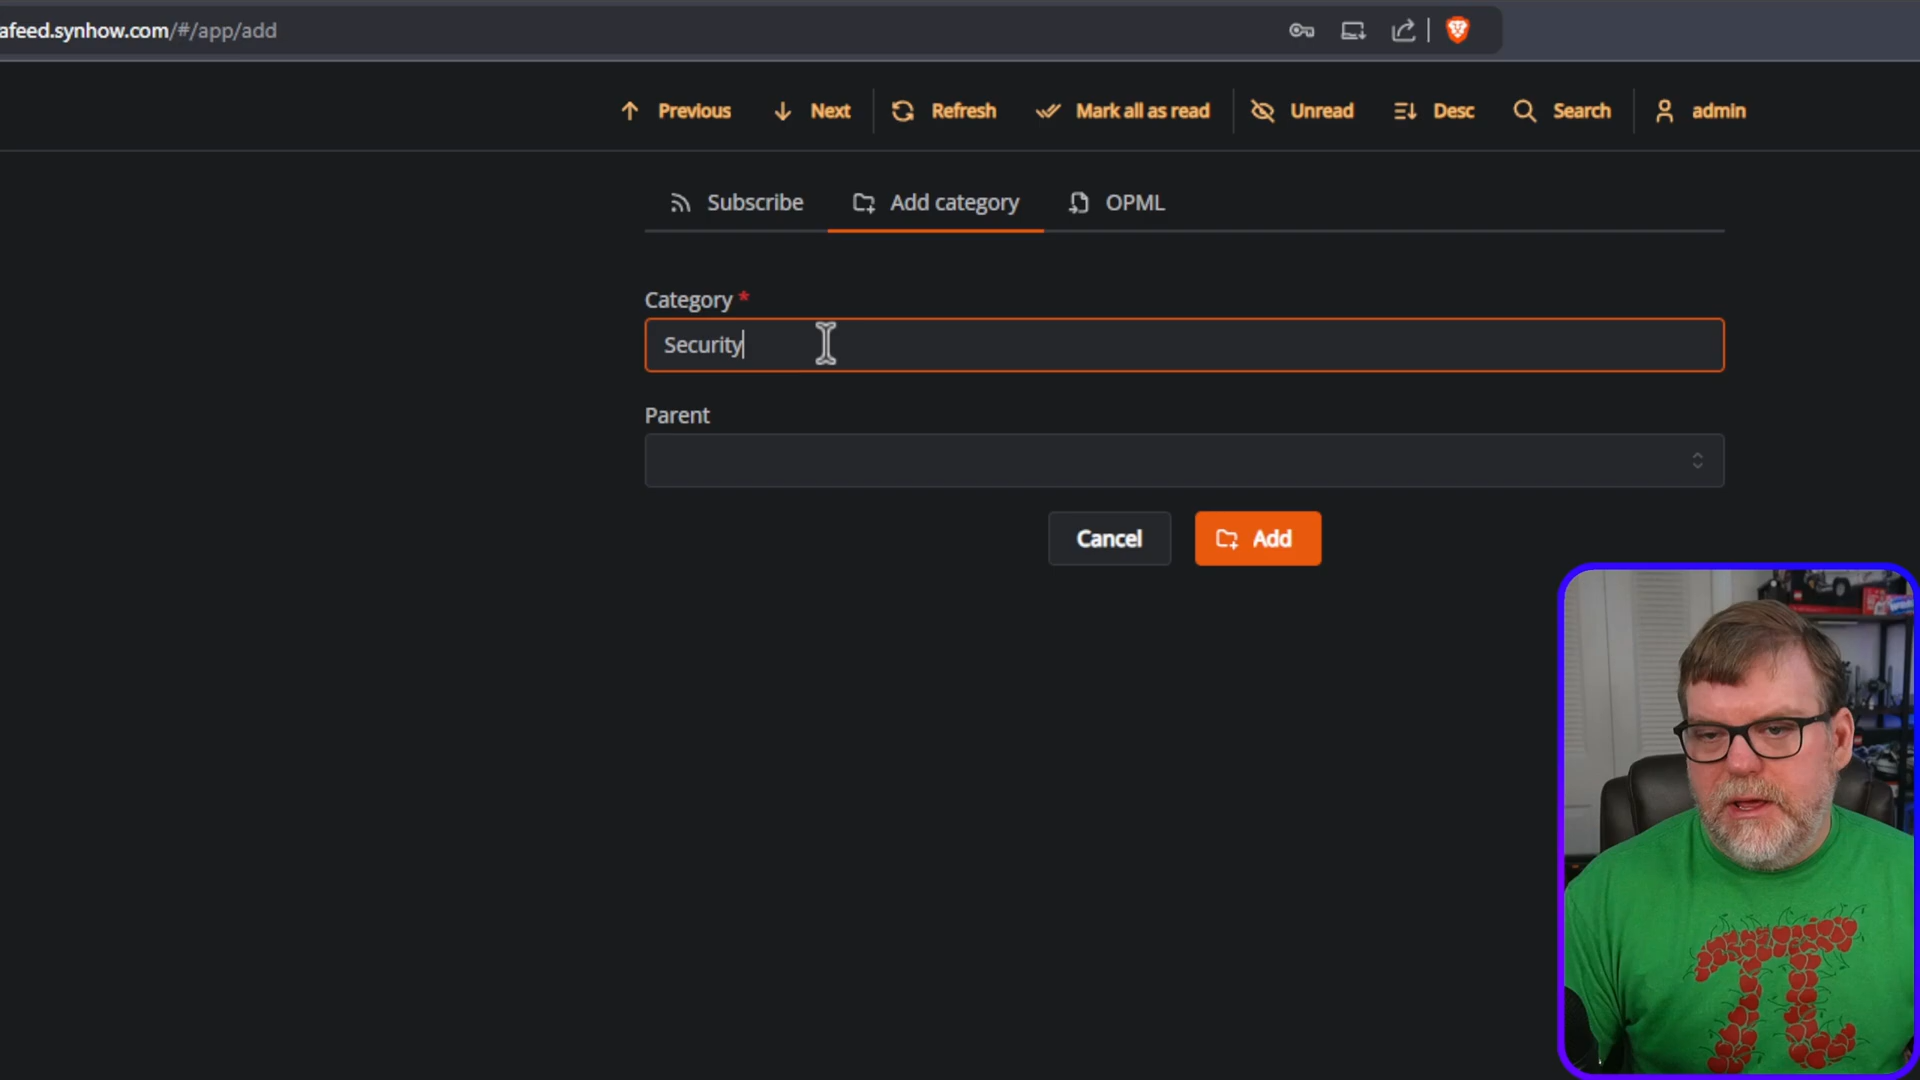 afeed.synhow.com/#/app/add
Previous Next Refresh Mark all as read Unread Desc Search admin
Subscribe Add category OPML
Category *
Security
Parent
Cancel Add